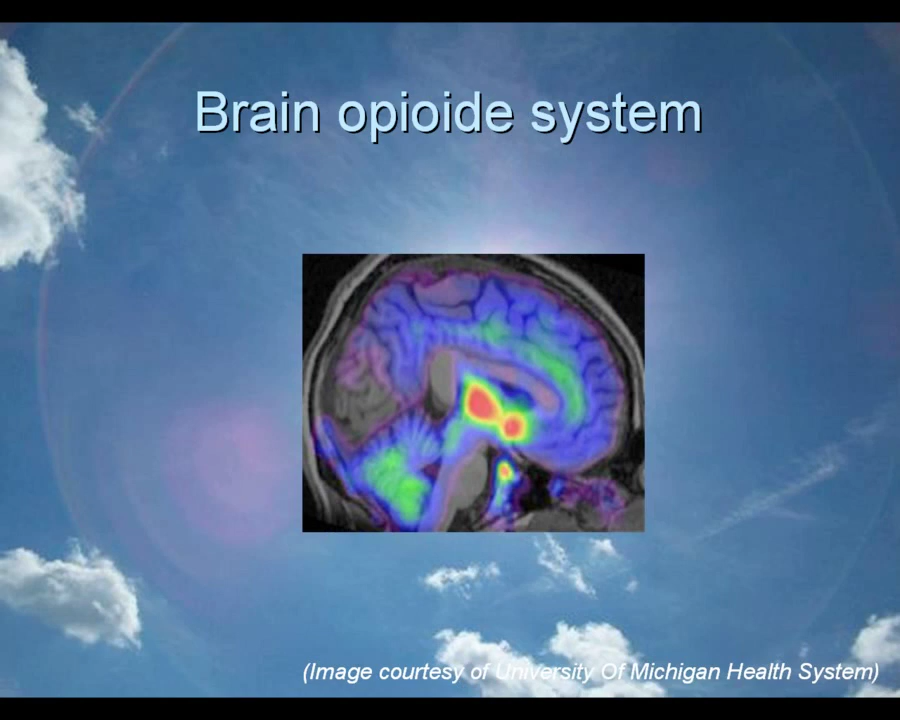 Brain opioide system
(Image courtesy of University Of Michigan Health System)